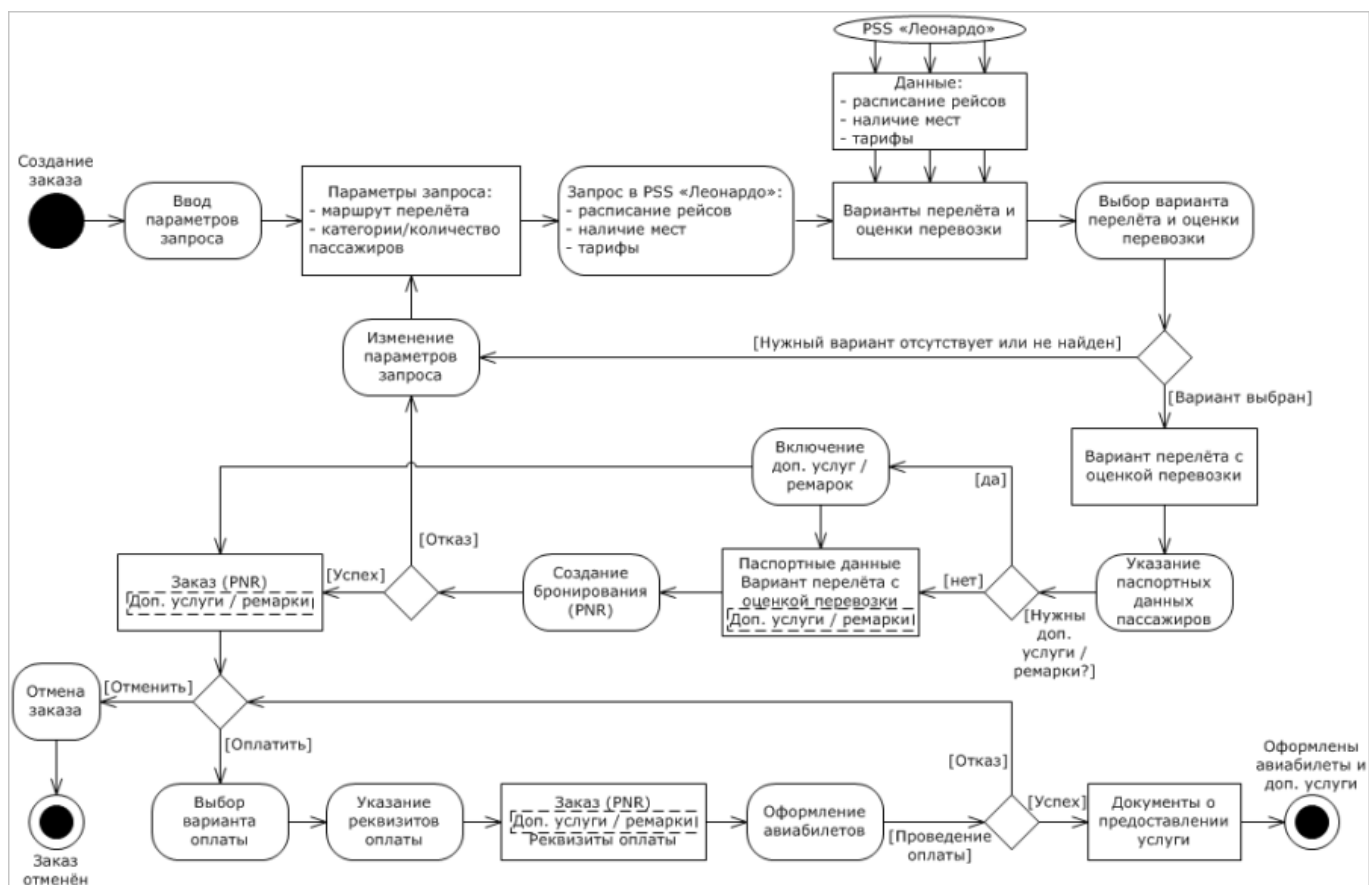 PSS «Леонардо»
Данные:
- расписание рейсов
- наличие мест
- тарифы
Создание
заказа
Ввод
параметров
запроса
Параметры запроса:
- маршрут перелёта
- категории/количество
пассажиров
Запрос в PSS «Леонардо»:
- расписание рейсов
- наличие мест
- тарифы
Варианты перелёта и
оценки перевозки
Выбор варианта
перелёта и оценки
перевозки
Изменение
параметров
запроса
[Нужный вариант отсутствует или не найден]
[Вариант выбран]
Вариант перелёта с
оценкой перевозки
Включение
доп. услуг /
ремарок
[да]
[Отказ]
Заказ (PNR)
Доп. услуги / ремарки
[Успех]
Создание
бронирования
(PNR)
Паспортные данные
Вариант перелёта с
оценкой перевозки
Доп. услуги / ремарки
[нет]
[Нужны
доп.
услуги /
ремарки?]
Указание
паспортных
данных
пассажиров
Отмена
заказа
[Отменить]
[Оплатить]
Заказ
отменён
Выбор
варианта
оплаты
Указание
реквизитов
оплаты
Заказ (PNR)
Доп. услуги / ремарки
Реквизиты оплаты
Оформление
авиабилетов
[Проведение
оплаты]
[Отказ]
[Успех]
Документы о
предоставлении
услуги
Оформлены
авиабилеты и
доп. услуги